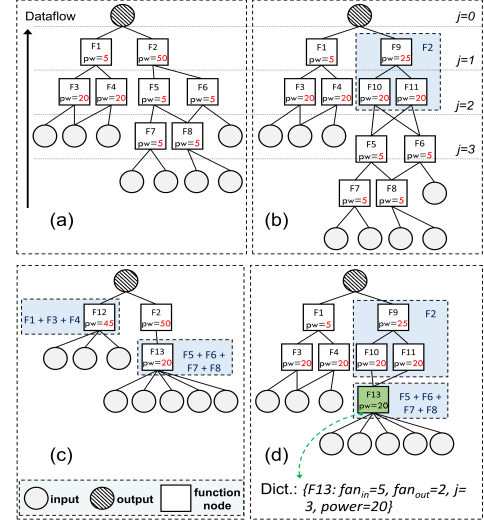 Dataflow
j=0
F1
pw=5
F2
pw=50
F3
pw=20
F4
pw=20
F5
pw=5
F6
pw=5
F7
pw=5
F8
pw=5
(a)
F1
pw=5
F9
pw=25
F2
j=1
F3
pw=20
F4
pw=20
F10
pw=20
F11
pw=20
j=2
F5
pw=5
F6
pw=5
j=3
F7
pw=5
F8
pw=5
(b)
F1 + F3 + F4
F12
pw=45
F2
pw=50
F13
pw=20
F5 + F6 +
F7 + F8
(c)
input
output
function
node
F1
pw=5
F9
pw=25
F2
F3
pw=20
F4
pw=20
F10
pw=20
F11
pw=20
F13
pw=20
F5 + F6 +
F7 + F8
(d)
Dict.: {F13: fan_in=5, fan_out=2, j=
3, power=20}